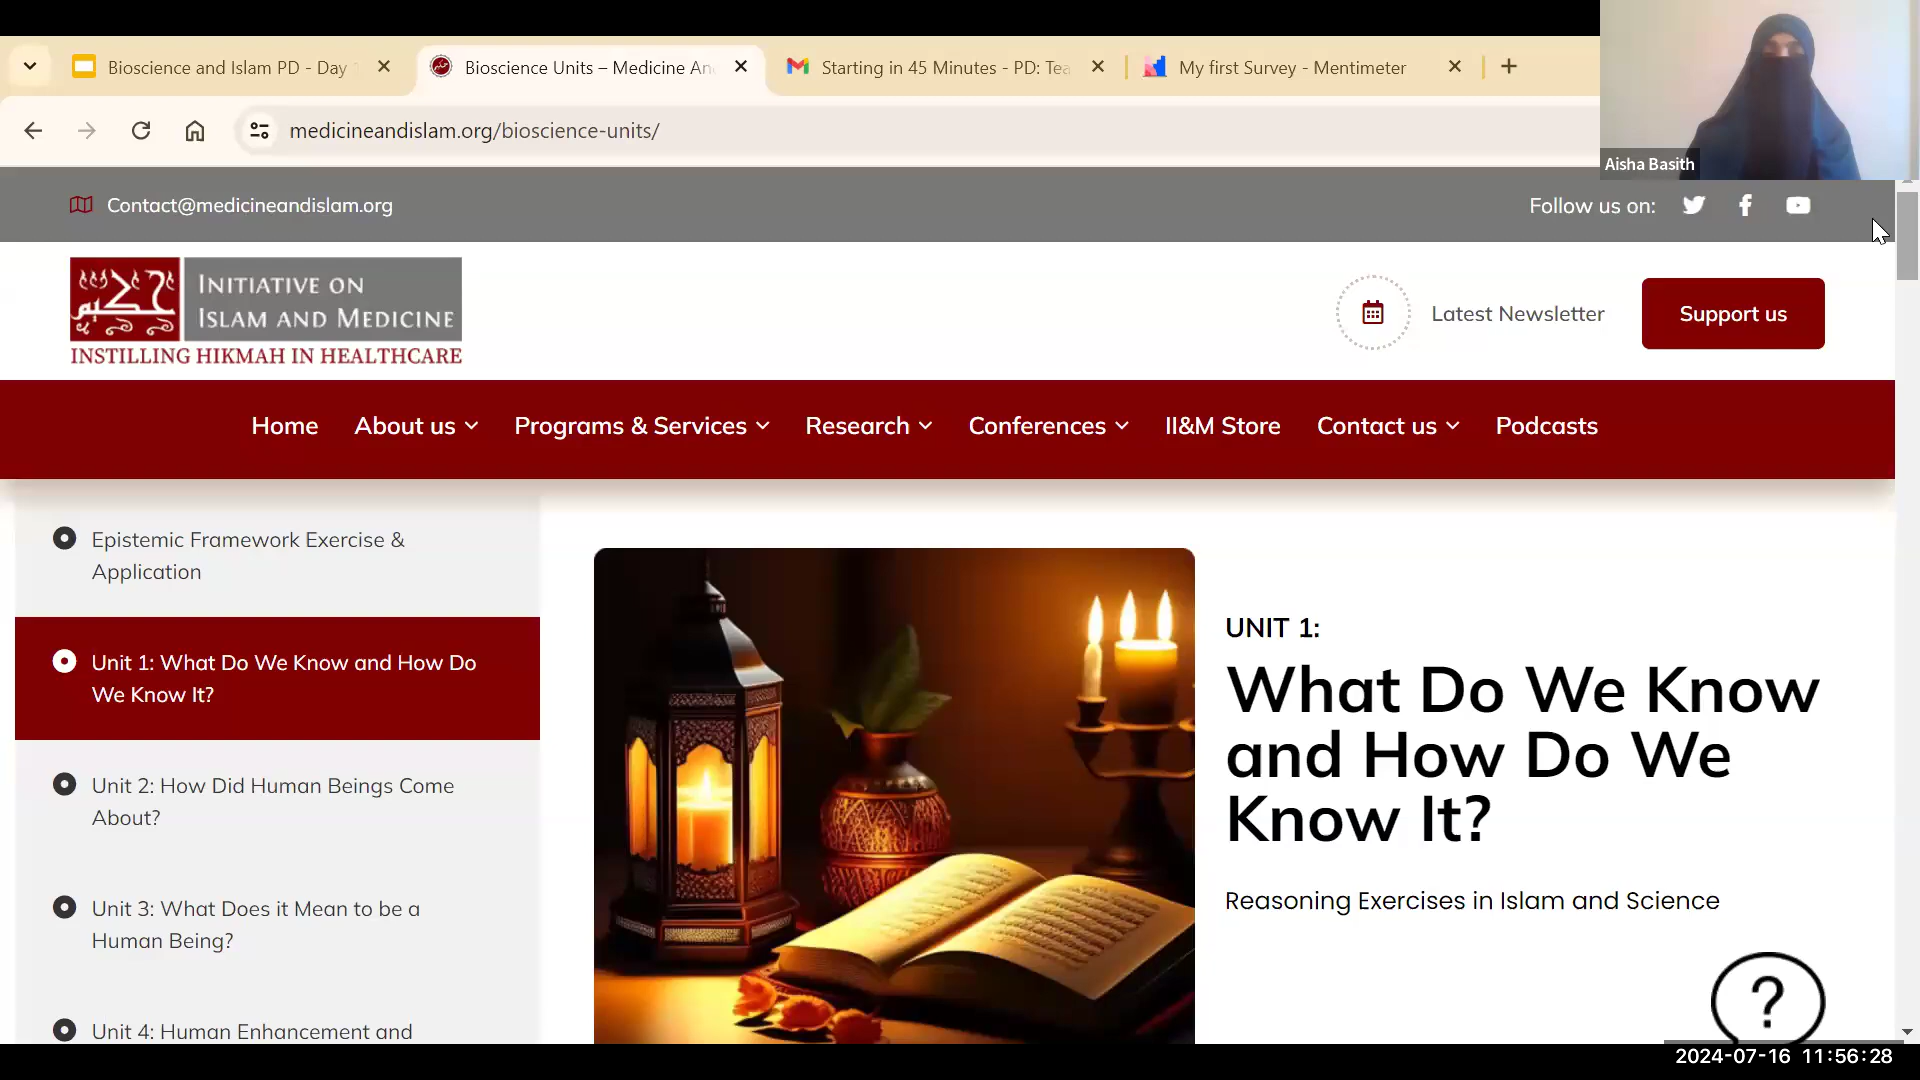 Bioscience and Islam PD - Day
Bioscience Units – Medicine An
Starting in 45 Minutes - PD: Tea
My first Survey - Mentimeter
medicineandislam.org/bioscience-units/
Aisha Basith
Contact@medicineandislam.org
Follow us on:
INITIATIVE ON
ISLAM AND MEDICINE
INSTILLING HIKMAH IN HEALTHCARE
Latest Newsletter
Support us
Home About us Programs & Services Research Conferences II&M Store Contact us Podcasts
Epistemic Framework Exercise &
Application
Unit 1: What Do We Know and How Do
We Know It?
Unit 2: How Did Human Beings Come
About?
Unit 3: What Does it Mean to be a
Human Being?
Unit 4: Human Enhancement and
UNIT 1:
What Do We Know
and How Do We
Know It?
Reasoning Exercises in Islam and Science
?
2024-07-16 11:56:28